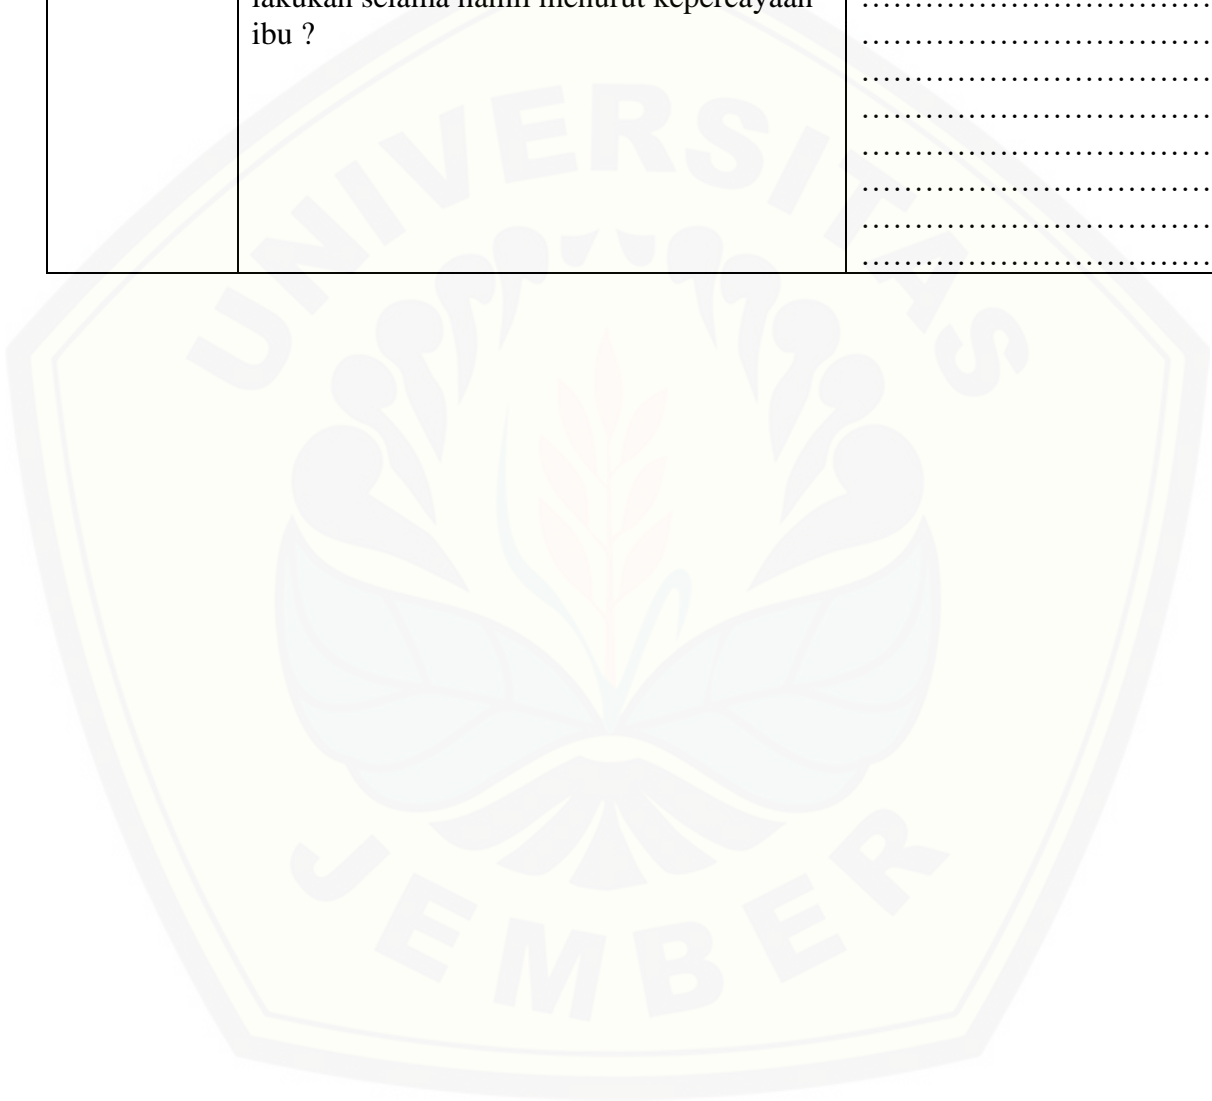 lakukan selama hamil menurut kepercayaan
ibu ?
……………………………
……………………………
……………………………
……………………………
……………………………
……………………………
……………………………
……………………………
UNIVERSITAS
JEMBER